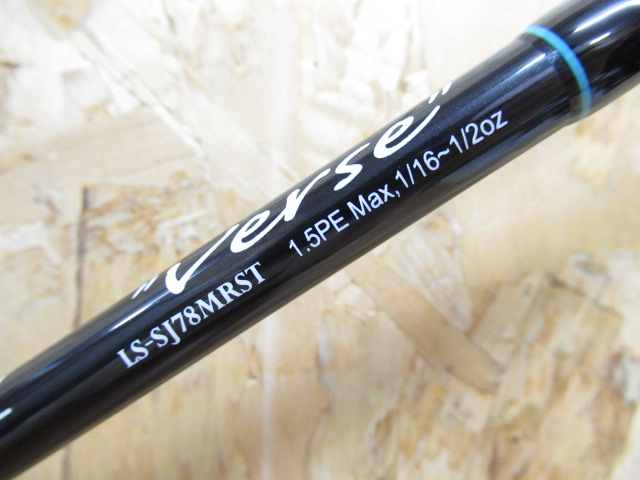 "Verse"
LS-SJ78MRST
1.5PE Max,1/16~1/2oz